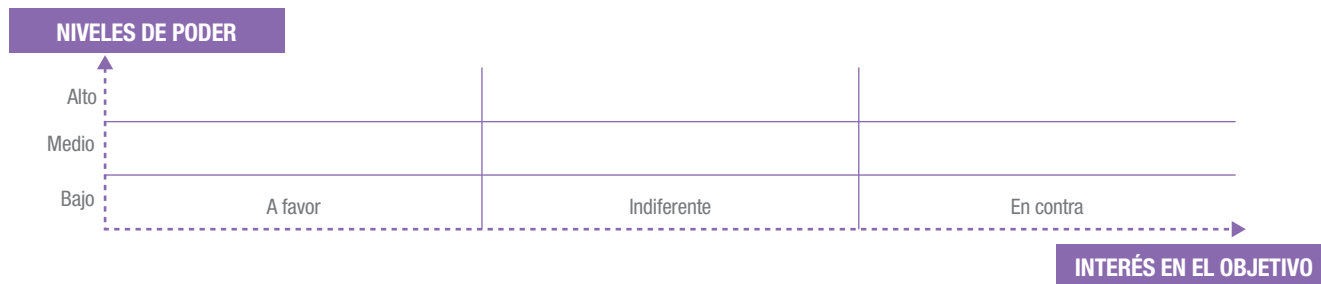 NIVELES DE PODER
Alto
Medio
Bajo
A favor
Indiferente
En contra
INTERÉS EN EL OBJETIVO